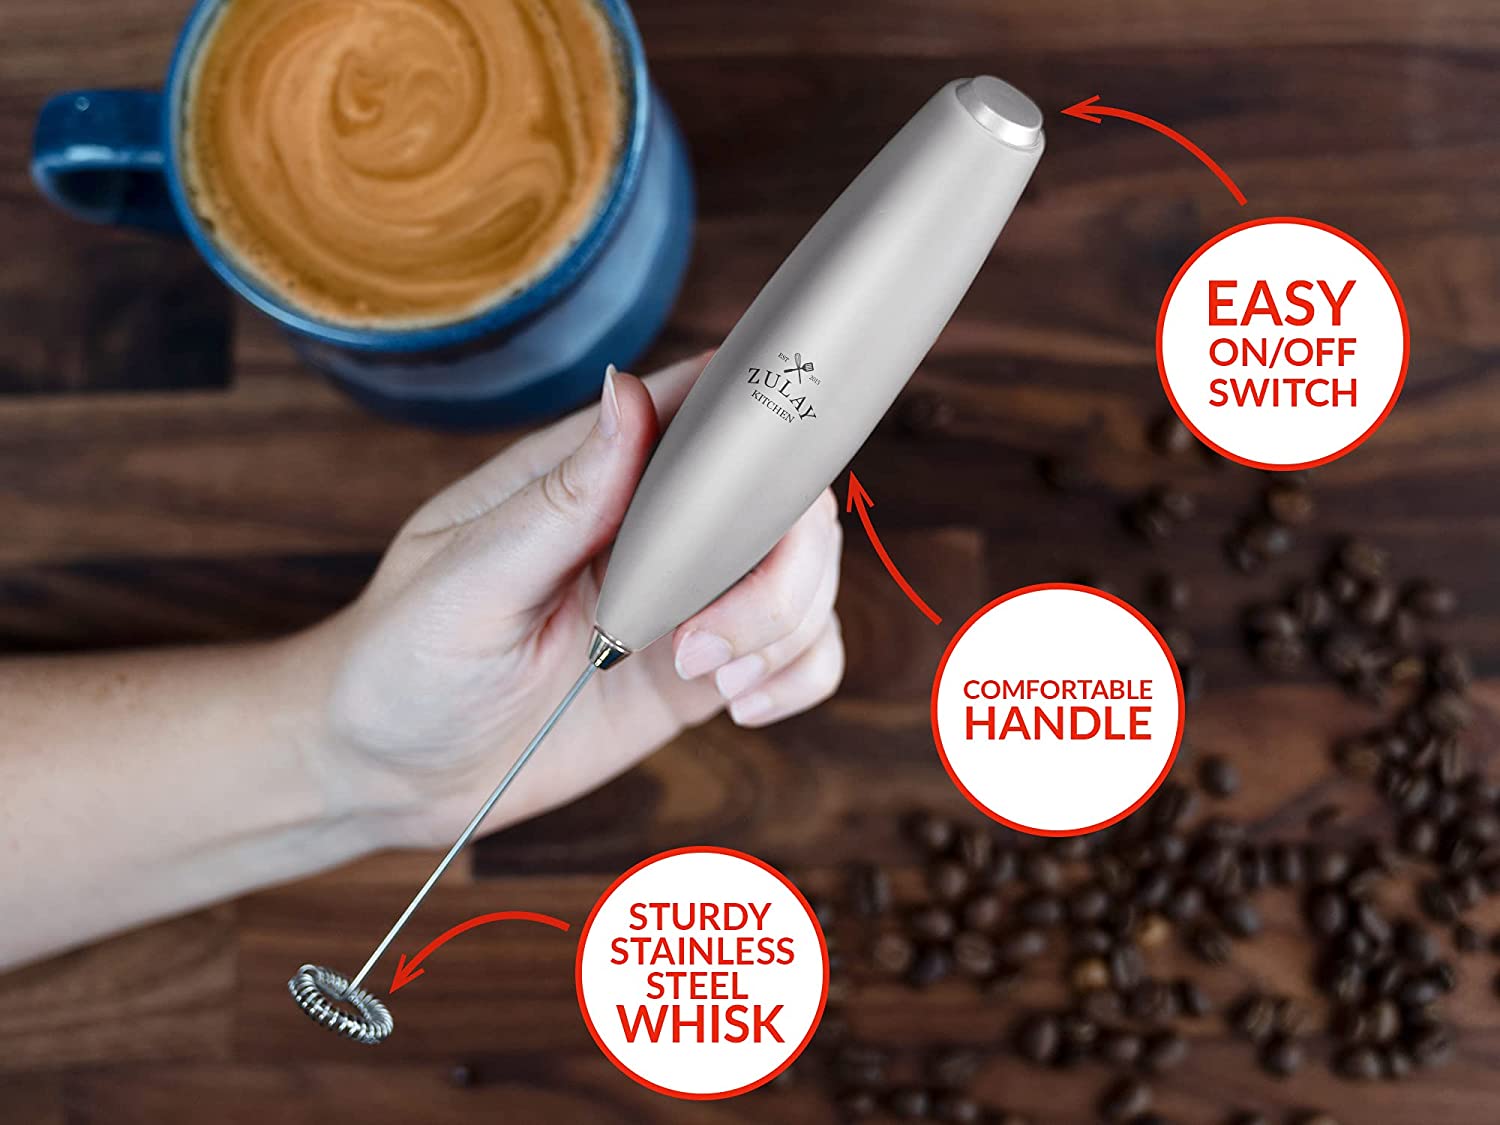 EASY
ON/OFF
SWITCH
EST
2015
ZULAY
KITCHEN
COMFORTABLE
HANDLE
STURDY
STAINLESS
STEEL
WHISK